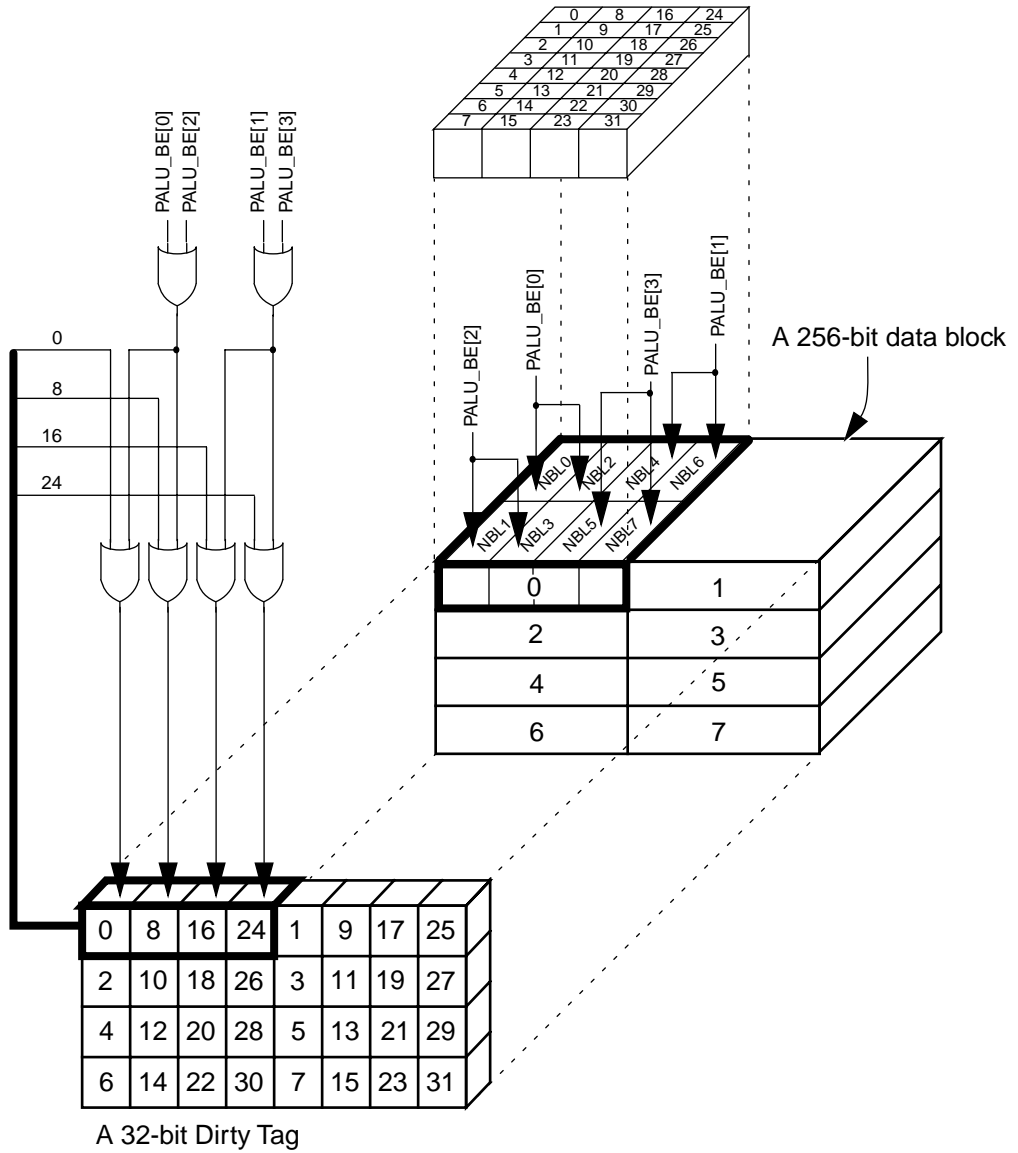 0 8 16 24
1 9 17 25
2 10 18 26
3 11 19 27
4 12 20 28
5 13 21 29
6 14 22 30
7 15 23 31
PALU_BE[0]
PALU_BE[2]
PALU_BE[1]
PALU_BE[3]
PALU_BE[2]
PALU_BE[0]
PALU_BE[3]
PALU_BE[1]
A 256-bit data block
0
8
16
24
NBL0 NBL2 NBL4 NBL6
NBL1 NBL3 NBL5 NBL7
0 1
2 3
4 5
6 7
0 8 16 24 1 9 17 25
2 10 18 26 3 11 19 27
4 12 20 28 5 13 21 29
6 14 22 30 7 15 23 31
A 32-bit Dirty Tag